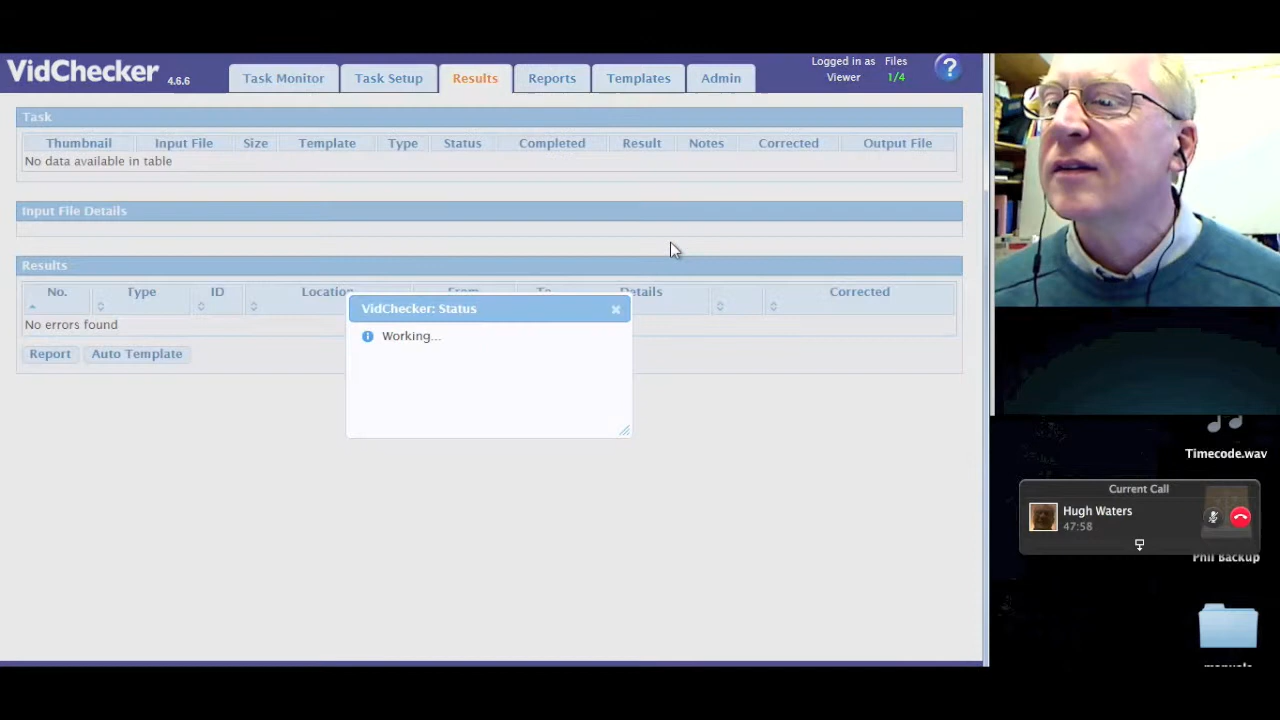 VidChecker 4.6.6
Task Monitor
Task Setup
Results
Reports
Templates
Admin
Logged in as
Viewer
Files
1/4
?
Task
Thumbnail Input File Size Template Type Status Completed Result Notes Corrected Output File
No data available in table
Input File Details
Results
No. Type ID Location From To Details Corrected
No errors found
Report
Auto Template
VidChecker: Status
Working...
Timecode.wav
Current Call
Hugh Waters
47:58
Phil Backup
manuals